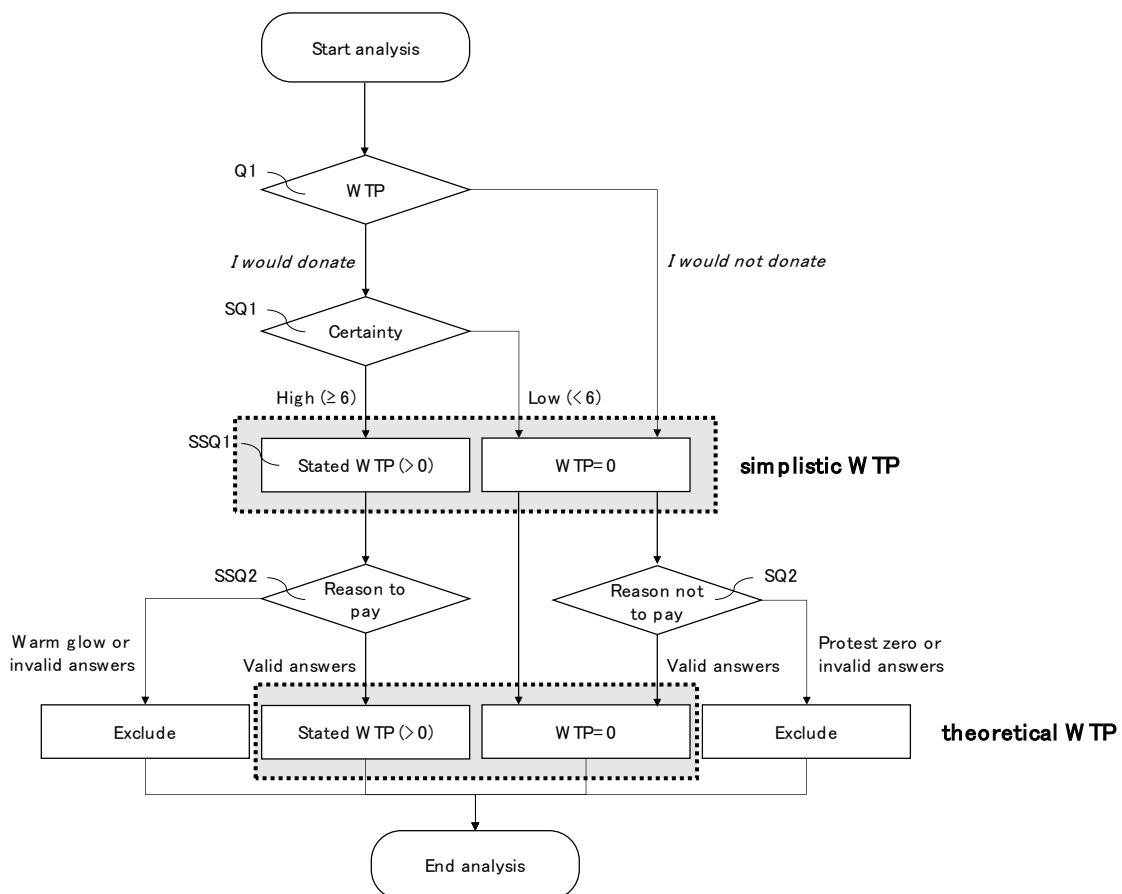 Start analysis
Q1
WTP
I would donate
I would not donate
SQ1
Certainty
High (≥6)
Low (<6)
SSQ1
Stated WTP (>0)
WTP=0
simplistic WTP
SSQ2
Reason to
pay
Reason not
to pay
SQ2
Warm glow or
invalid answers
Valid answers
Valid answers
Protest zero or
invalid answers
Exclude
Stated WTP (>0)
WTP=0
Exclude
theoretical WTP
End analysis